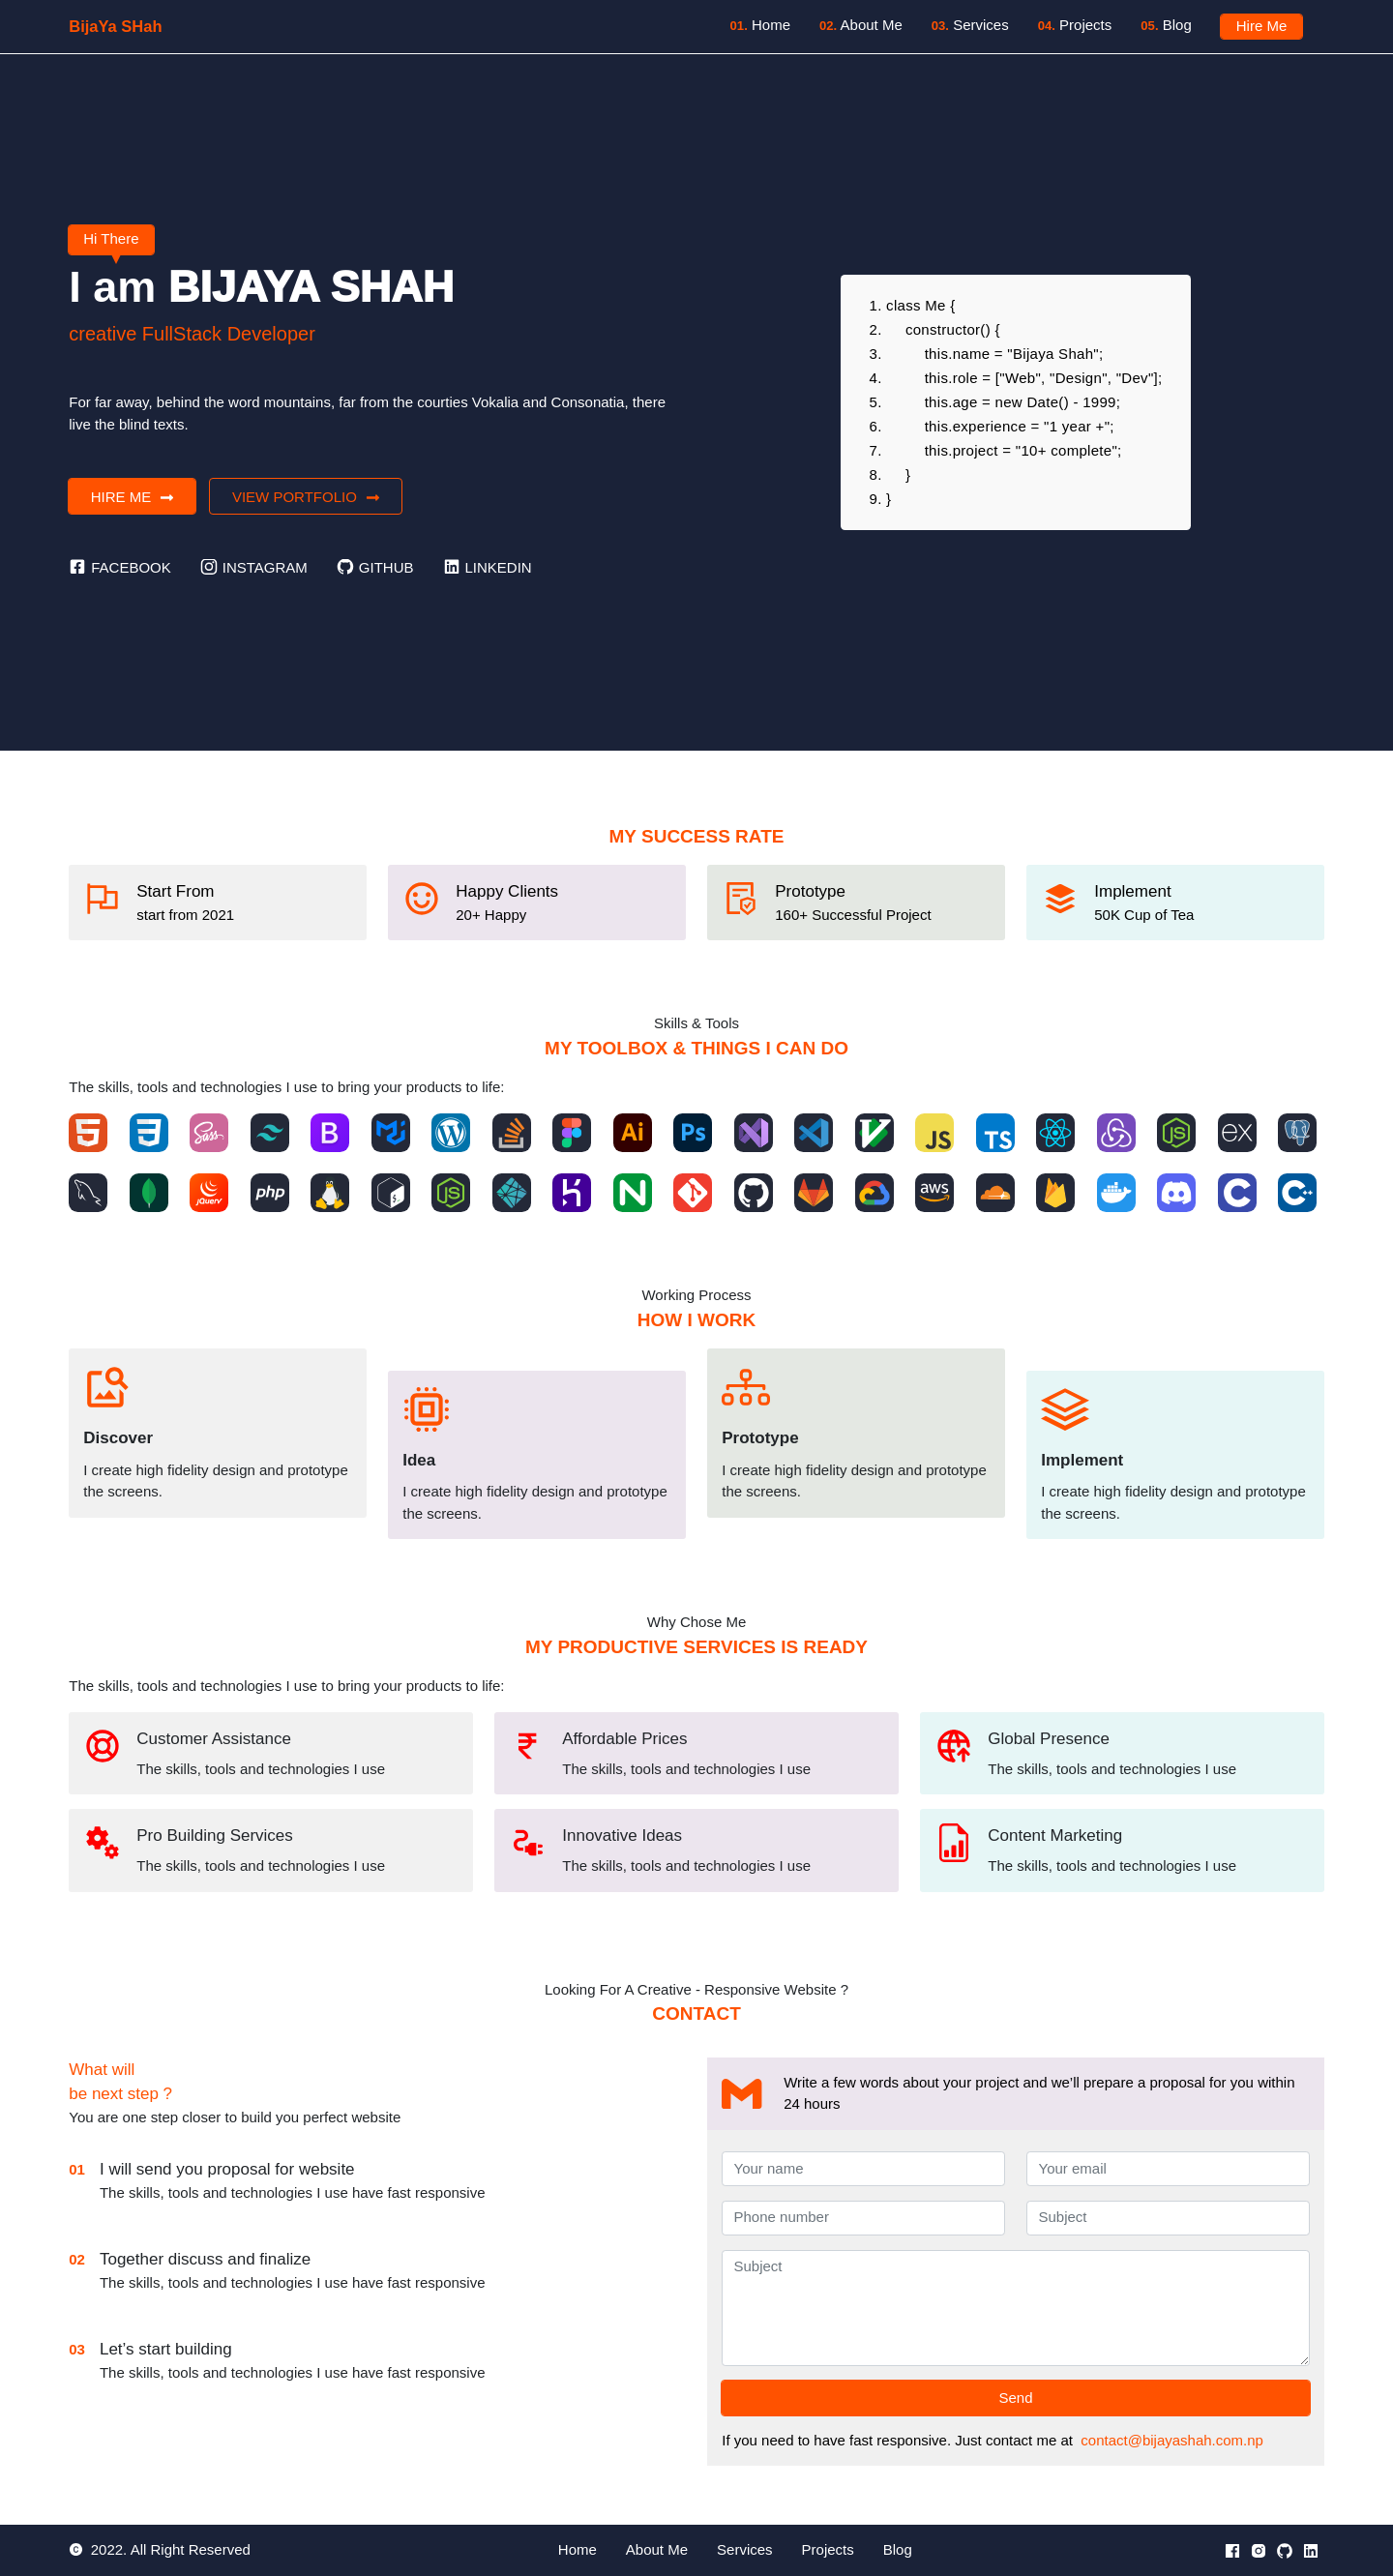 BijaYa SHah
01. Home 02. About Me 03. Services 04. Projects 05. Blog Hire Me
Hi There
I am BIJAYA SHAH
creative FullStack Developer
For far away, behind the word mountains, far from the courties Vokalia and Consonatia, there
live the blind texts.
HIRE ME VIEW PORTFOLIO
FACEBOOK INSTAGRAM GITHUB LINKEDIN
1. class Me {
2. constructor() {
3. this.name = "Bijaya Shah";
4. this.role = ["Web", "Design", "Dev"];
5. this.age = new Date() - 1999;
6. this.experience = "1 year +";
7. this.project = "10+ complete";
8. }
9. }
MY SUCCESS RATE
Start From
start from 2021
Happy Clients
20+ Happy
Prototype
160+ Successful Project
Implement
50K Cup of Tea
Skills & Tools
MY TOOLBOX & THINGS I CAN DO
The skills, tools and technologies I use to bring your products to life:
Sass B Ai Ps JS TS JS ex
jQuery php $_ JS N aws C C++
Working Process
HOW I WORK
Discover
I create high fidelity design and prototype
the screens.
Idea
I create high fidelity design and prototype
the screens.
Prototype
I create high fidelity design and prototype
the screens.
Implement
I create high fidelity design and prototype
the screens.
Why Chose Me
MY PRODUCTIVE SERVICES IS READY
The skills, tools and technologies I use to bring your products to life:
Customer Assistance
The skills, tools and technologies I use
Affordable Prices
The skills, tools and technologies I use
Global Presence
The skills, tools and technologies I use
Pro Building Services
The skills, tools and technologies I use
Innovative Ideas
The skills, tools and technologies I use
Content Marketing
The skills, tools and technologies I use
Looking For A Creative - Responsive Website ?
CONTACT
What will
be next step ?
You are one step closer to build you perfect website
01 I will send you proposal for website
The skills, tools and technologies I use have fast responsive
02 Together discuss and finalize
The skills, tools and technologies I use have fast responsive
03 Let’s start building
The skills, tools and technologies I use have fast responsive
Write a few words about your project and we’ll prepare a proposal for you within
24 hours
Your name Your email
Phone number Subject
Subject
Send
If you need to have fast responsive. Just contact me at contact@bijayashah.com.np
© 2022. All Right Reserved Home About Me Services Projects Blog